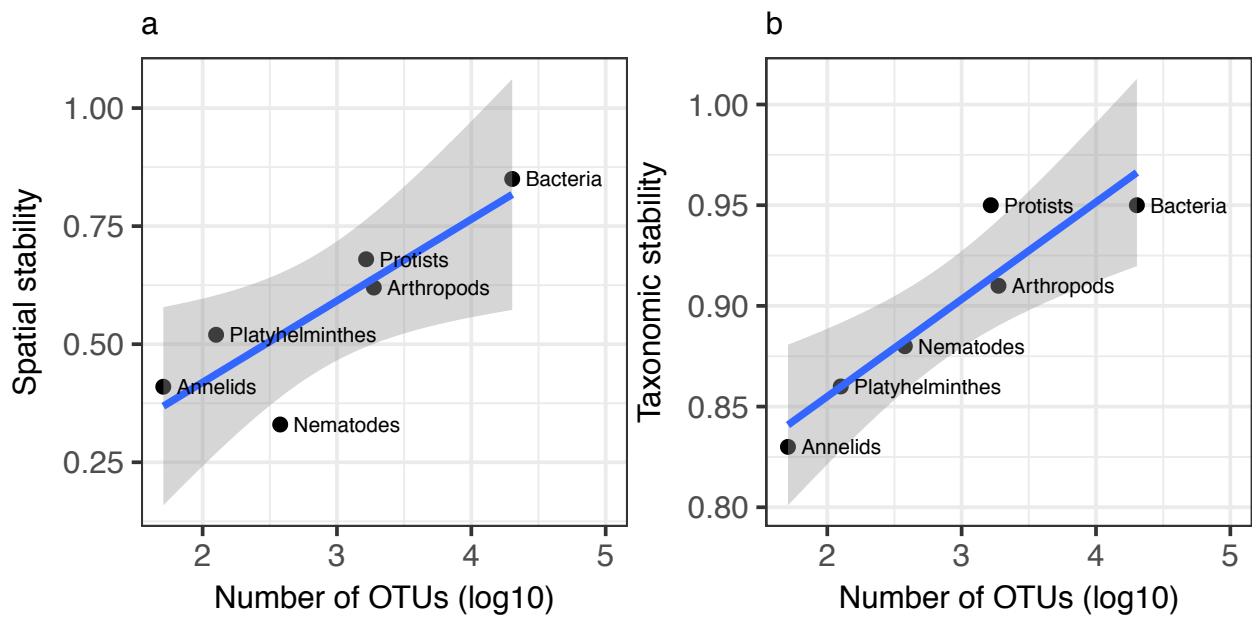 a
Spatial stability
1.00
0.75
0.50
0.25
Bacteria
Protists
Arthropods
Platyhelminthes
Annelids
Nematodes
2 3 4 5
Number of OTUs (log10)
b
Taxonomic stability
1.00
0.95
0.90
0.85
0.80
Protists
Bacteria
Arthropods
Nematodes
Platyhelminthes
Annelids
2 3 4 5
Number of OTUs (log10)